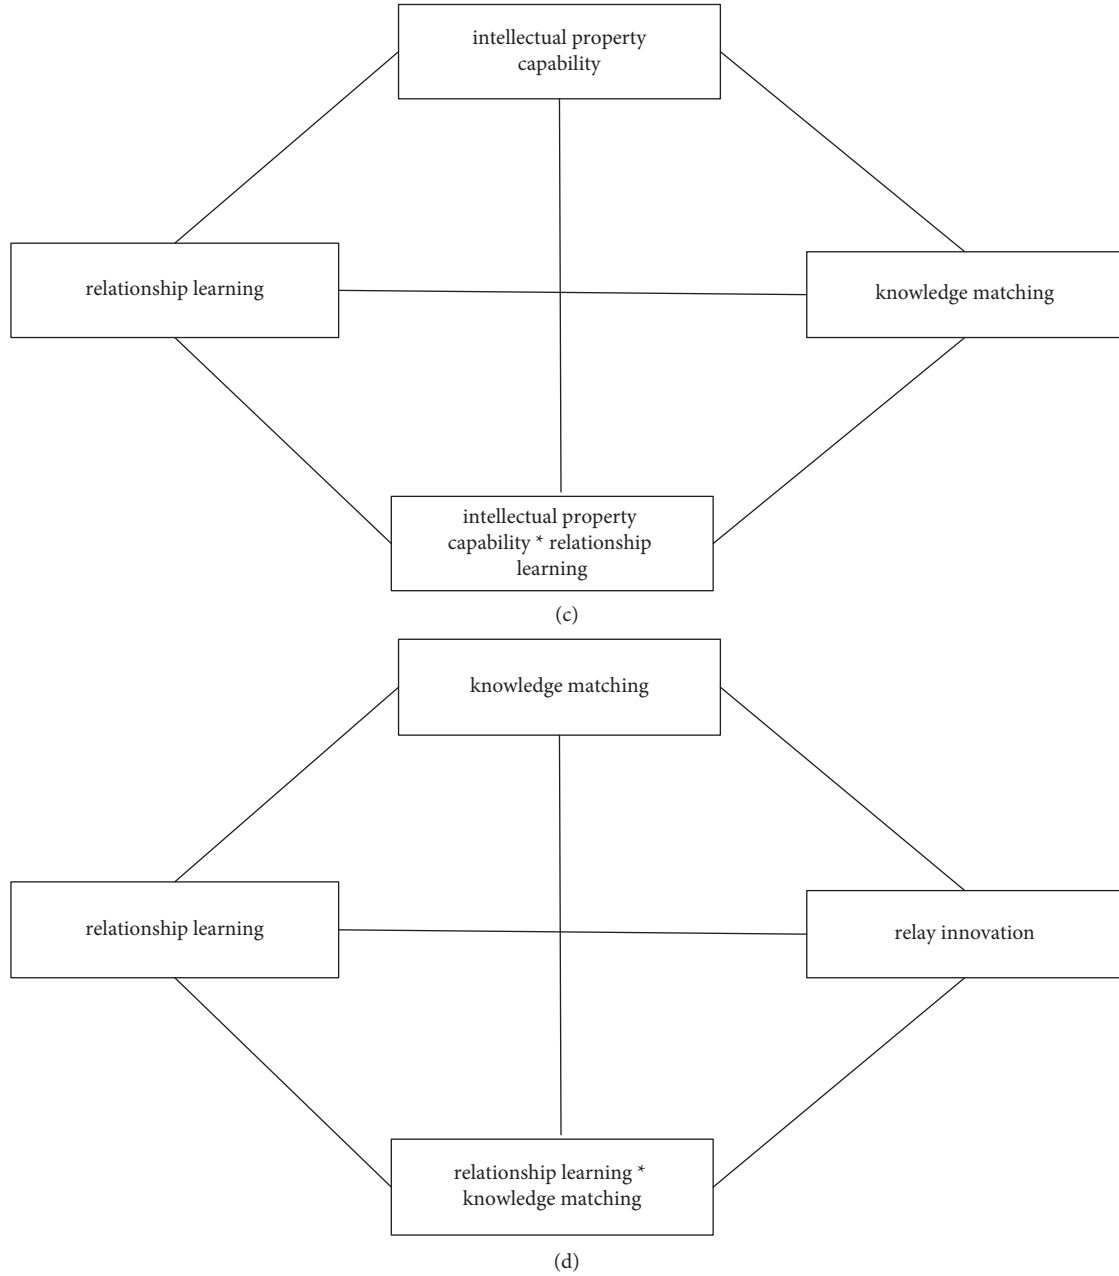 intellectual property
capability
relationship learning
knowledge matching
intellectual property
capability * relationship
learning
(c)
knowledge matching
relationship learning
relay innovation
relationship learning *
knowledge matching
(d)